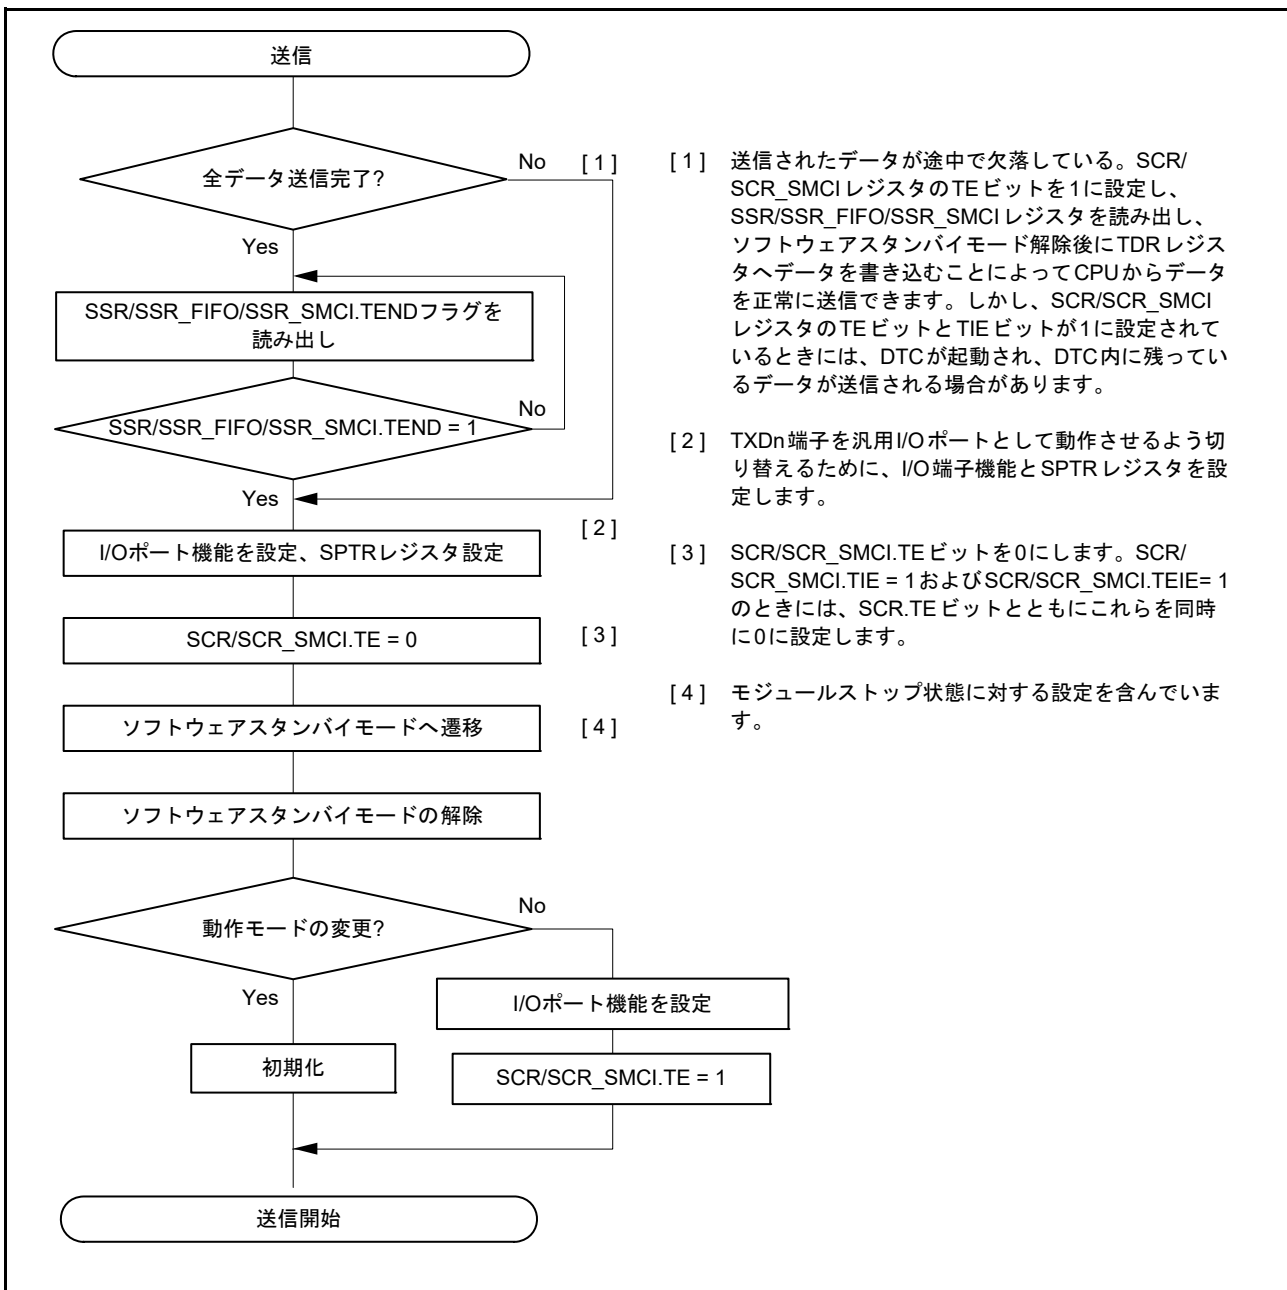 送信
全データ送信完了?
No
[ 1 ]
Yes
SSR/SSR_FIFO/SSR_SMCI.TENDフラグを
読み出し
SSR/SSR_FIFO/SSR_SMCI.TEND = 1
No
Yes
[ 2 ]
I/Oポート機能を設定、SPTRレジスタ設定
SCR/SCR_SMCI.TE = 0
[ 3 ]
ソフトウェアスタンバイモードへ遷移
[ 4 ]
ソフトウェアスタンバイモードの解除
動作モードの変更?
No
Yes
I/Oポート機能を設定
初期化
SCR/SCR_SMCI.TE = 1
送信開始
[ 1 ] 送信されたデータが途中で欠落している。SCR/
SCR_SMCIレジスタのTEビットを1に設定し、
SSR/SSR_FIFO/SSR_SMCIレジスタを読み出し、
ソフトウェアスタンバイモード解除後にTDRレジス
タへデータを書き込むことによってCPUからデータ
を正常に送信できます。しかし、SCR/SCR_SMCI
レジスタのTEビットとTIEビットが1に設定されて
いるときには、DTCが起動され、DTC内に残ってい
るデータが送信される場合があります。
[ 2 ] TXDn端子を汎用I/Oポートとして動作させるよう切
り替えるために、I/O端子機能とSPTRレジスタを設
定します。
[ 3 ] SCR/SCR_SMCI.TEビットを0にします。SCR/
SCR_SMCI.TIE = 1およびSCR/SCR_SMCI.TEIE= 1
のときには、SCR.TEビットとともにこれらを同時
に0に設定します。
[ 4 ] モジュールストップ状態に対する設定を含んでいま
す。